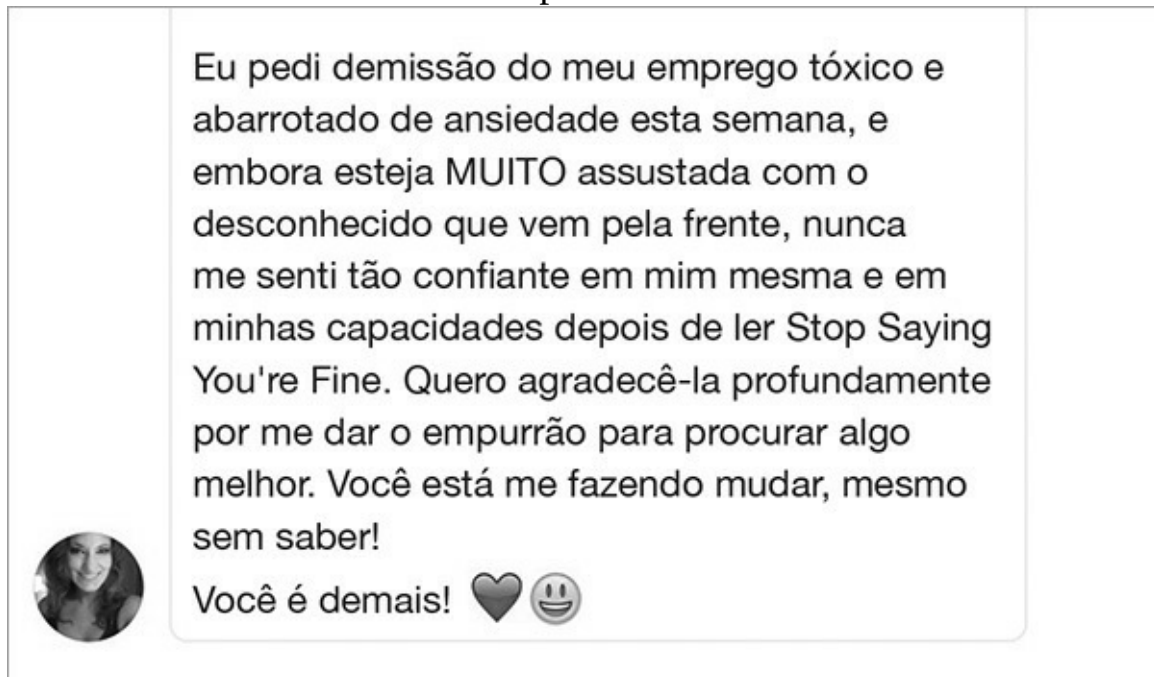 Eu pedi demissão do meu emprego tóxico e
abarrotado de ansiedade esta semana, e
embora esteja MUITO assustada com o
desconhecido que vem pela frente, nunca
me senti tão confiante em mim mesma e em
minhas capacidades depois de ler Stop Saying
You're Fine. Quero agradecê-la profundamente
por me dar o empurrão para procurar algo
melhor. Você está me fazendo mudar, mesmo
sem saber!
Você é demais! 🖤😃